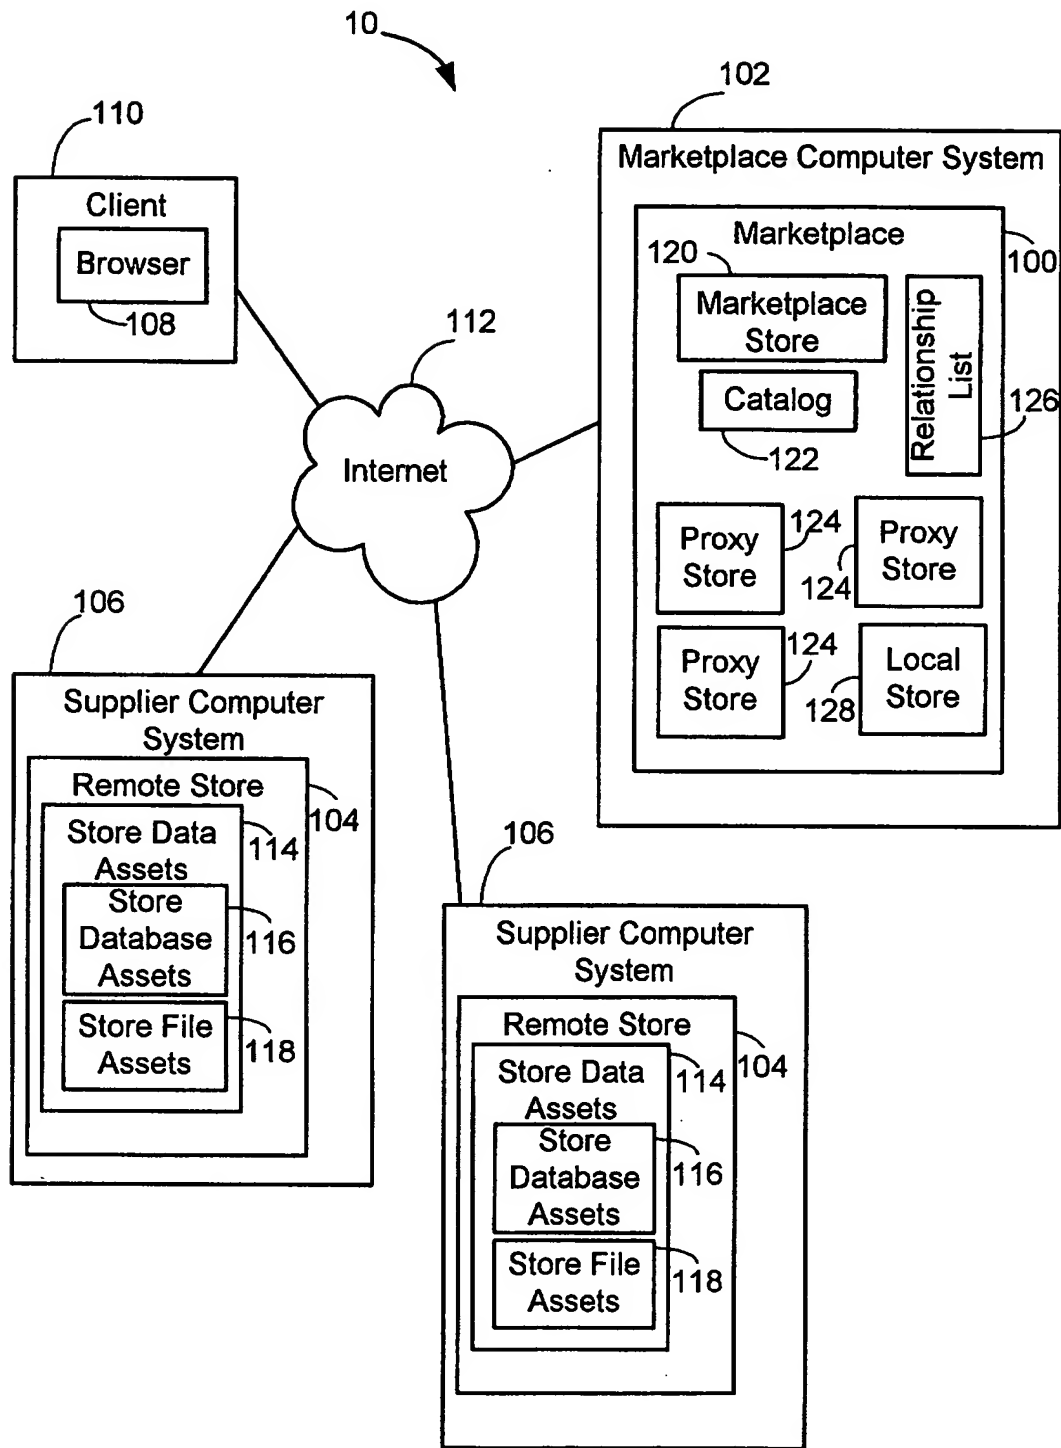 10
110
Client
Browser
108
102
Marketplace Computer System
Marketplace
100
120
Marketplace
Store
Relationship
List
126
Catalog
122
112
Internet
Proxy
Store
124
Proxy
Store
124
Proxy
Store
124
Local
Store
128
106
Supplier Computer
System
Remote Store
104
Store Data
Assets
114
Store
Database
Assets
116
Store File
Assets
118
106
Supplier Computer
System
Remote Store
104
Store Data
Assets
114
Store
Database
Assets
116
Store File
Assets
118